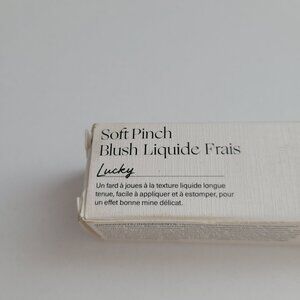 Soft Pinch
Blush Liquide Frais
Lucky
Un fard à joues à la texture liquide longue
tenue, facile à appliquer et à estomper, pour
un effet bonne mine délicat.